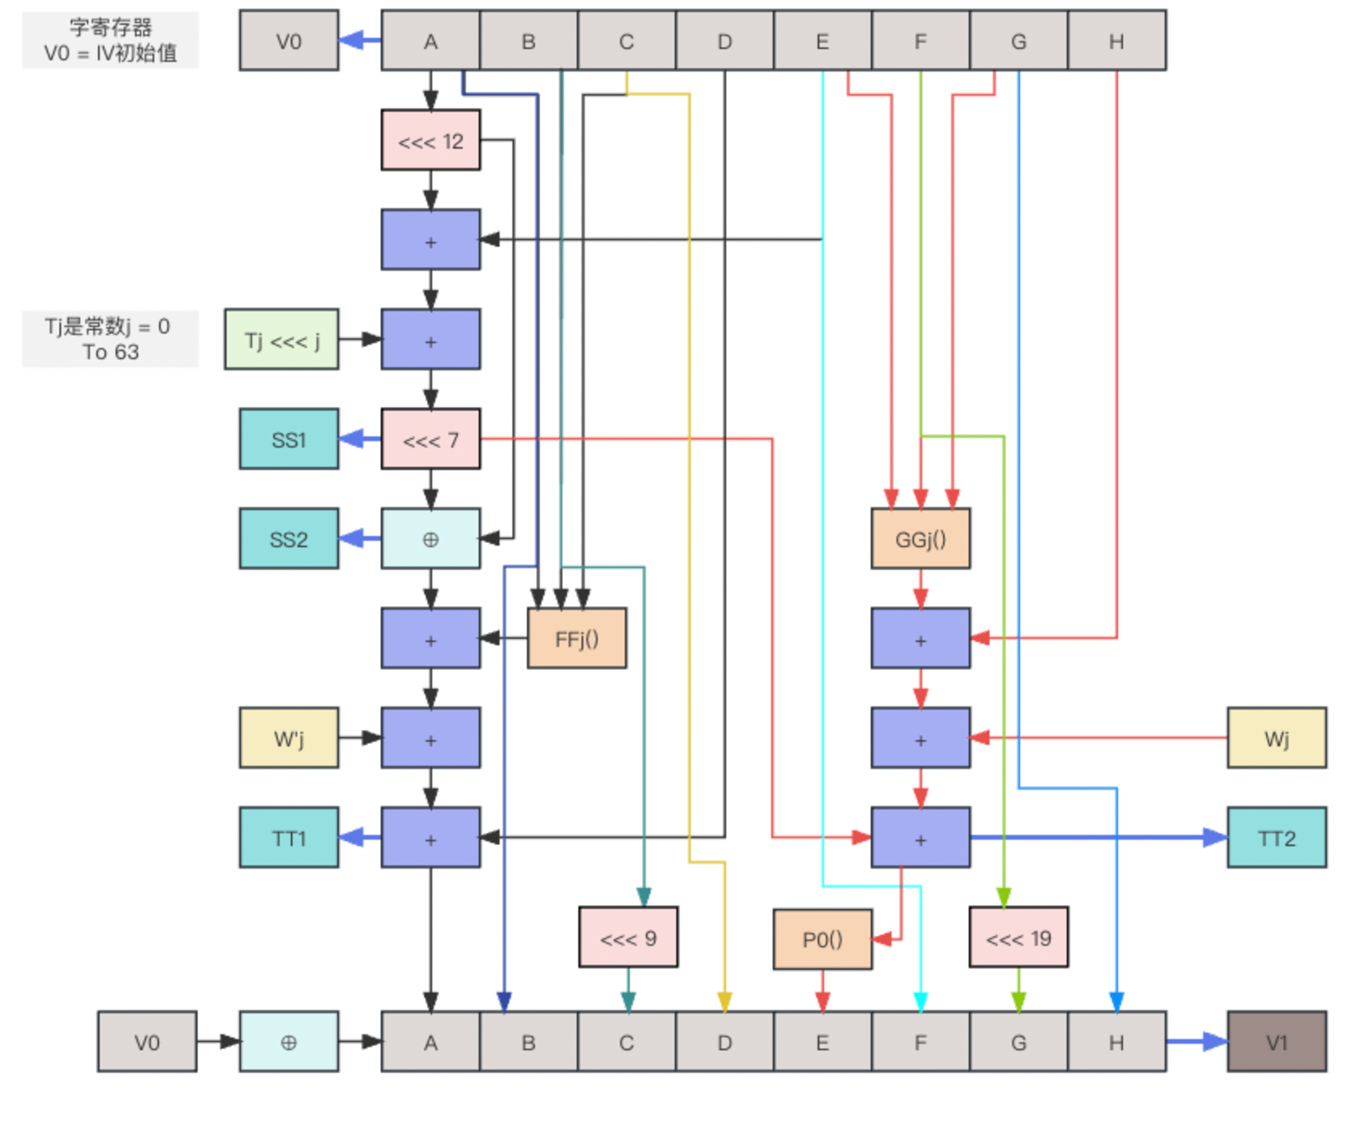 字寄存器
V0 = IV初始值
V0
A
B
C
D
E
F
G
H
<<< 12
+
Tj是常数j = 0
To 63
Tj <<< j
+
SS1
<<< 7
SS2
⊕
GGj()
+
FFj()
+
W'j
+
+
Wj
TT1
+
+
TT2
<<< 9
P0()
<<< 19
V0
⊕
A
B
C
D
E
F
G
H
V1